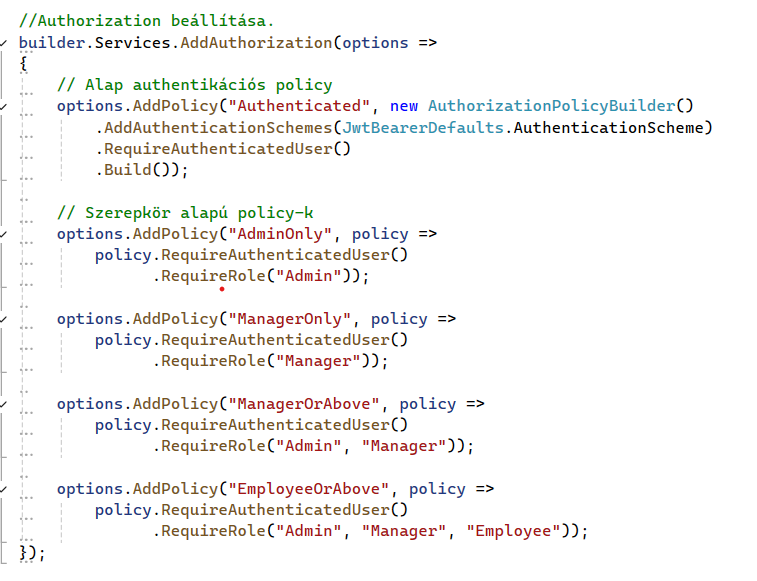 //Authorization beállítása.
builder.Services.AddAuthorization(options =>
{
    // Alap authentikációs policy
    options.AddPolicy("Authenticated", new AuthorizationPolicyBuilder()
        .AddAuthenticationSchemes(JwtBearerDefaults.AuthenticationScheme)
        .RequireAuthenticatedUser()
        .Build());

    // Szerepkör alapú policy-k
    options.AddPolicy("AdminOnly", policy =>
        policy.RequireAuthenticatedUser()
              .RequireRole("Admin"));

    options.AddPolicy("ManagerOnly", policy =>
        policy.RequireAuthenticatedUser()
              .RequireRole("Manager"));

    options.AddPolicy("ManagerOrAbove", policy =>
        policy.RequireAuthenticatedUser()
              .RequireRole("Admin", "Manager"));

    options.AddPolicy("EmployeeOrAbove", policy =>
        policy.RequireAuthenticatedUser()
              .RequireRole("Admin", "Manager", "Employee"));
});